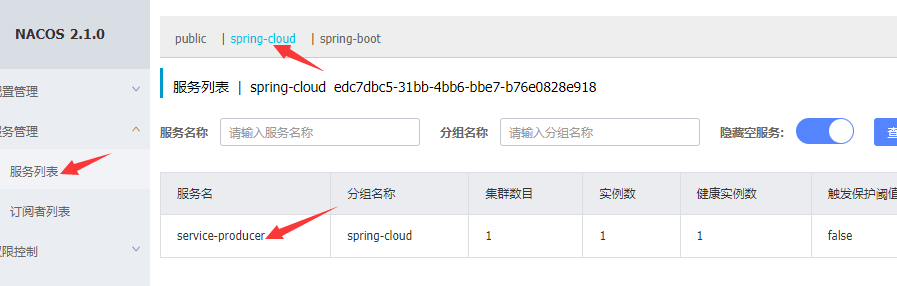 NACOS 2.1.0
public | spring-cloud | spring-boot
置管理
服务列表 | spring-cloud edc7dbc5-31bb-4bb6-bbe7-b76e0828e918
服务管理
服务名称 请输入服务名称 分组名称 请输入分组名称 隐藏空服务:
服务列表
订阅者列表
限控制
服务名 分组名称 集群数目 实例数 健康实例数 触发保护阈值
service-producer spring-cloud 1 1 1 false